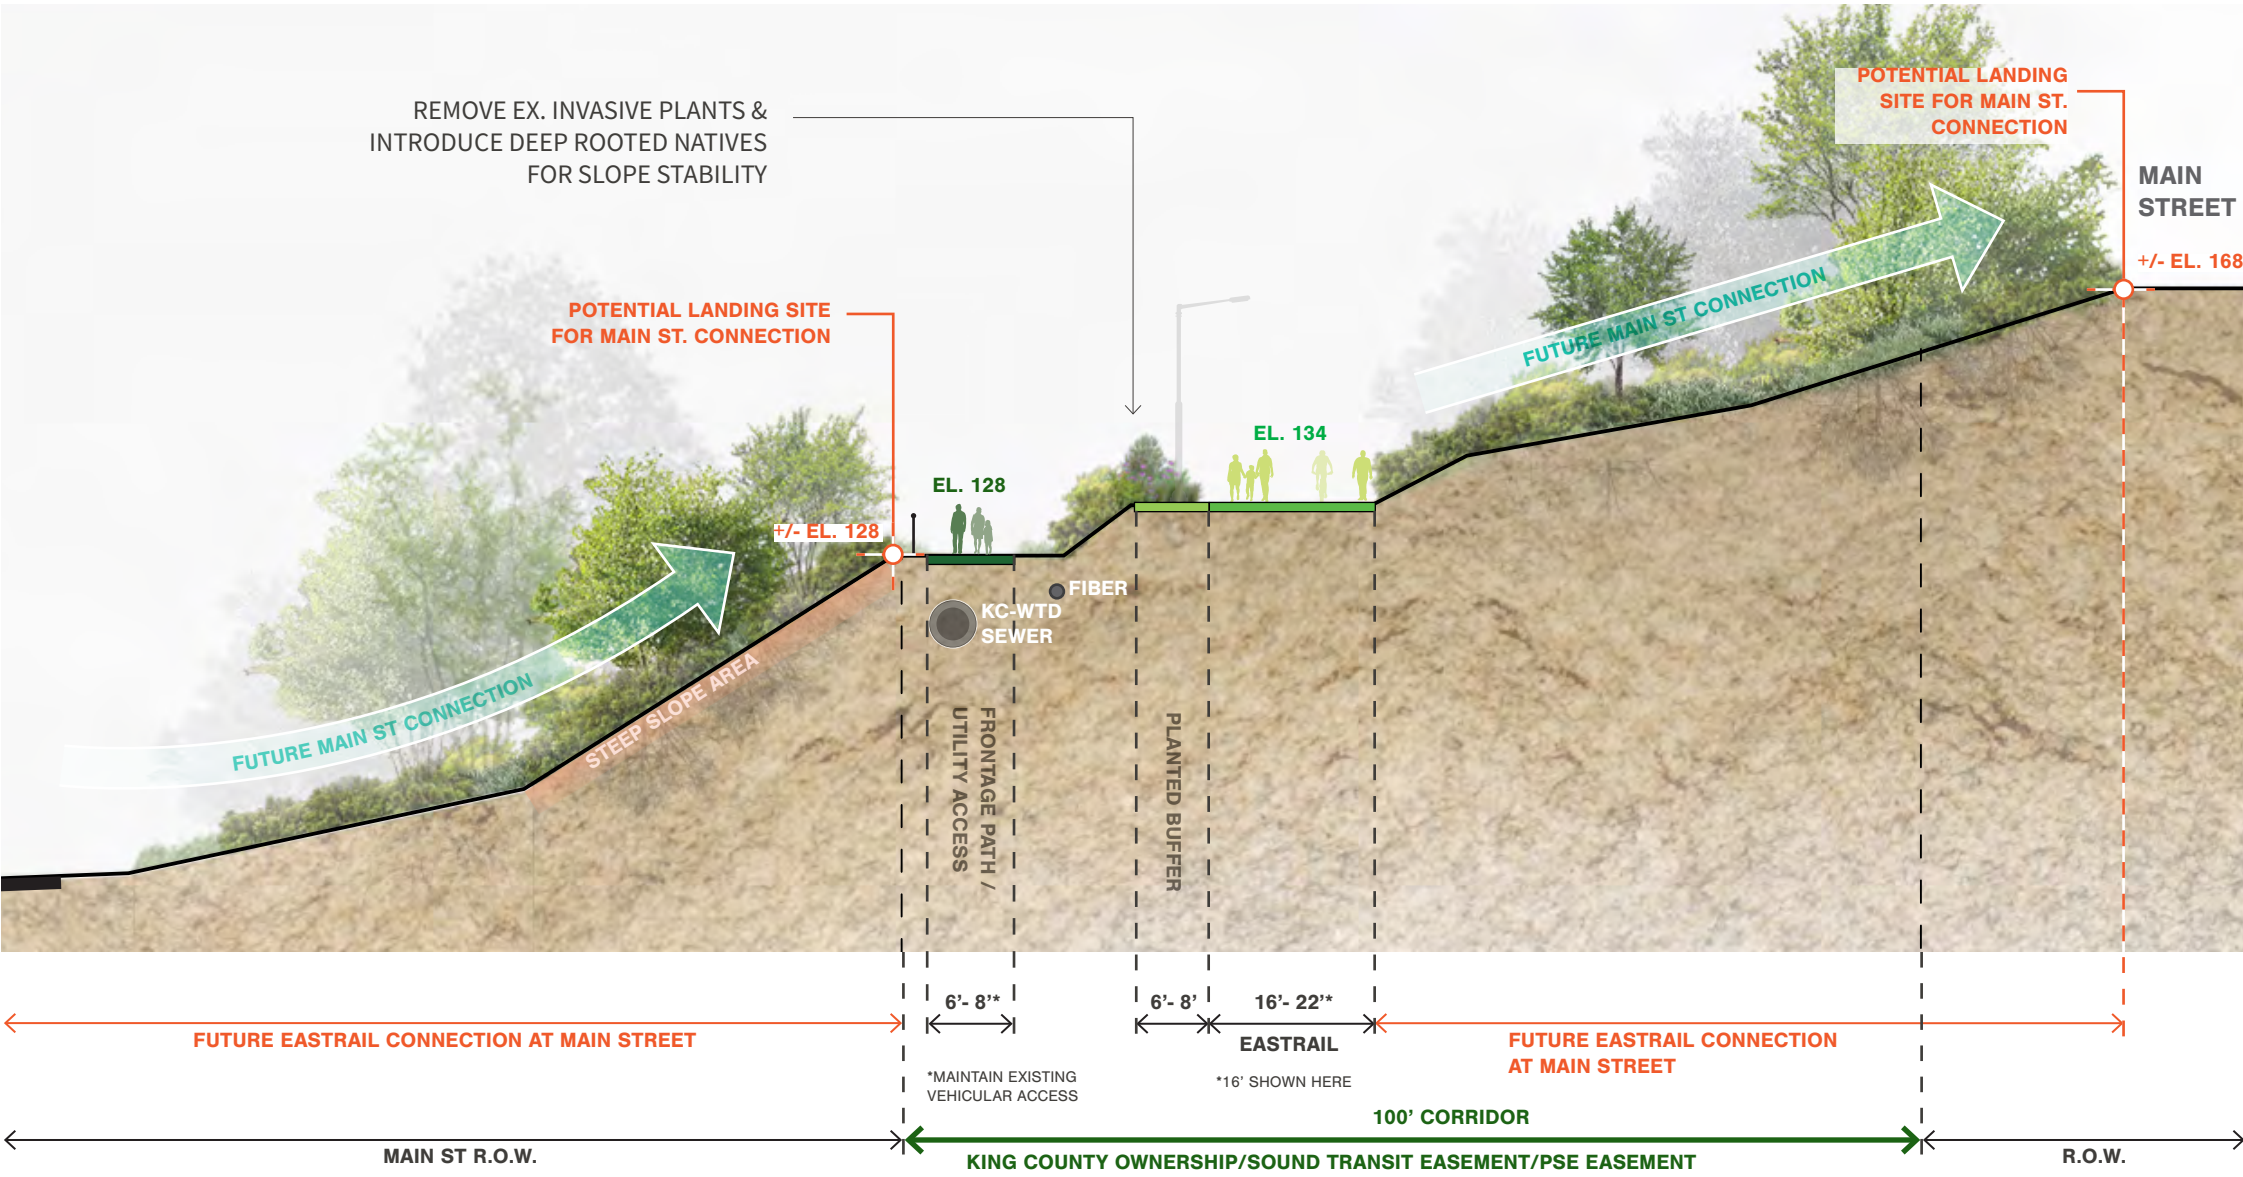 REMOVE EX. INVASIVE PLANTS &
INTRODUCE DEEP ROOTED NATIVES
FOR SLOPE STABILITY
POTENTIAL LANDING
SITE FOR MAIN ST.
CONNECTION
MAIN
STREET
+/- EL. 168
POTENTIAL LANDING SITE
FOR MAIN ST. CONNECTION
FUTURE MAIN ST CONNECTION
EL. 134
EL. 128
+/- EL. 128
FIBER
KC-WTD
SEWER
FUTURE MAIN ST CONNECTION
STEEP SLOPE AREA
FRONTAGE PATH /
UTILITY ACCESS
PLANTED BUFFER
6’- 8’*
6’- 8’
16’- 22’*
FUTURE EASTRAIL CONNECTION AT MAIN STREET
EASTRAIL
FUTURE EASTRAIL CONNECTION
AT MAIN STREET
*MAINTAIN EXISTING
VEHICULAR ACCESS
*16’ SHOWN HERE
100’ CORRIDOR
MAIN ST R.O.W.
KING COUNTY OWNERSHIP/SOUND TRANSIT EASEMENT/PSE EASEMENT
R.O.W.